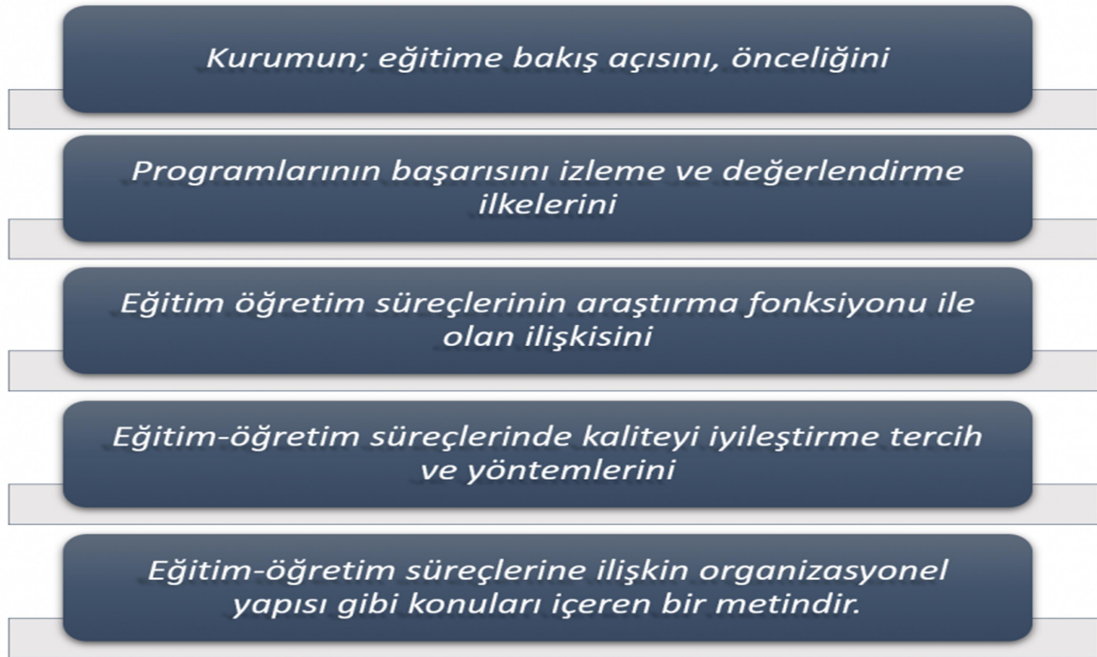 Kurumun; eğitime bakış açısını, önceliğini
Programlarının başarısını izleme ve değerlendirme
ilkelerini
Eğitim öğretim süreçlerinin araştırma fonksiyonu ile
olan ilişkisini
Eğitim-öğretim süreçlerinde kaliteyi iyileştirme tercih
ve yöntemlerini
Eğitim-öğretim süreçlerine ilişkin organizasyonel
yapısı gibi konuları içeren bir metindir.